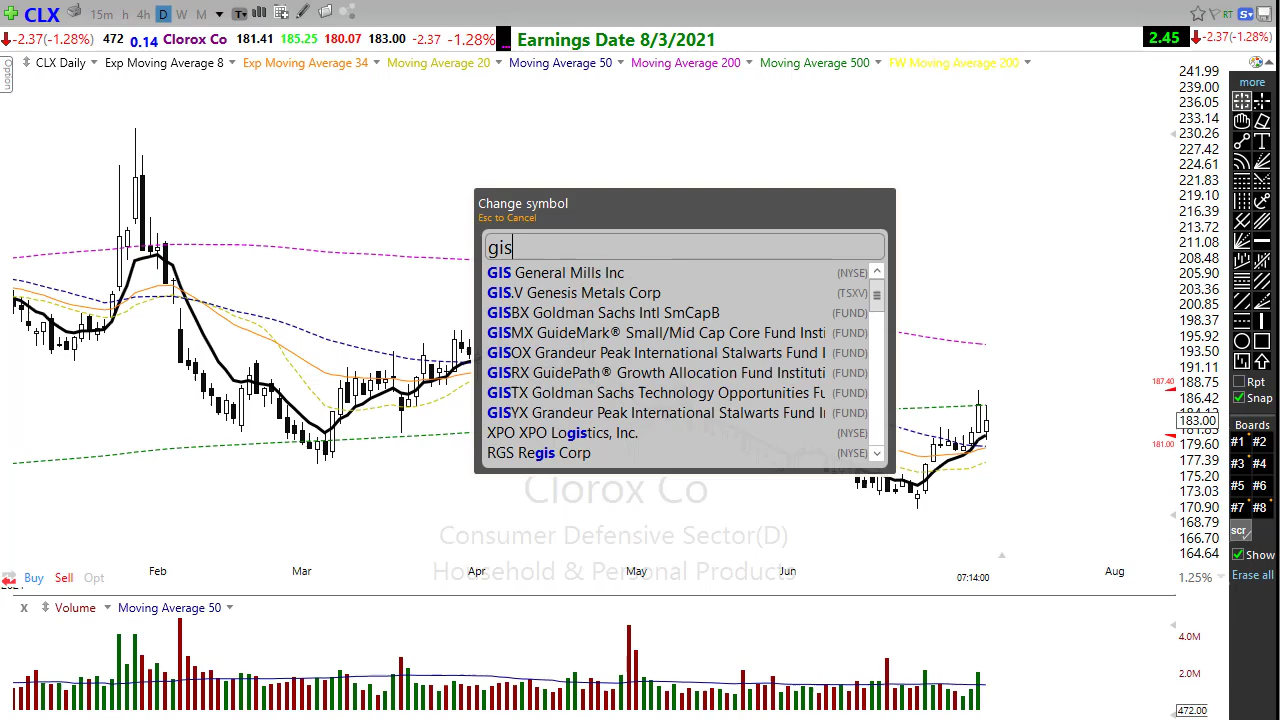 CLX 15m h 4h D W M T
-2.37(-1.28%) 472 0.14 Clorox Co 181.41 185.25 180.07 183.00 -2.37 -1.28% Earnings Date 8/3/2021 2.45 -2.37(-1.28%)
RT S
Option
CLX Daily Exp Moving Average 8 Exp Moving Average 34 Moving Average 20 Moving Average 50 Moving Average 200 Moving Average 500 FW Moving Average 200
Change symbol
Esc to Cancel
gis
GIS General Mills Inc (NYSE)
GIS.V Genesis Metals Corp (TSXV)
GISBX Goldman Sachs Intl SmCapB (FUND)
GISMX GuideMark® Small/Mid Cap Core Fund Insti (FUND)
GISOX Grandeur Peak International Stalwarts Fund I (FUND)
GISRX GuidePath® Growth Allocation Fund Instituti (FUND)
GISTX Goldman Sachs Technology Opportunities Fu (FUND)
GISYX Grandeur Peak International Stalwarts Fund In (FUND)
XPO XPO Logistics, Inc. (NYSE)
RGS Regis Corp (NYSE)
Clorox Co
Consumer Defensive Sector(D)
Household & Personal Products
241.99
239.00
236.05
233.14
230.26
227.42
224.61
221.83
219.10
216.39
213.72
211.08
208.48
205.90
203.36
200.85
198.37
195.92
193.50
191.11
188.75
187.40
186.42
183.00
181.00
179.60
177.39
175.20
173.03
170.90
168.79
166.70
164.64
1.25%
Buy Sell Opt
Feb Mar Apr May Jun Aug
07:14:00
X Volume Moving Average 50
4.0M
2.0M
472.00
more
Rpt
Snap
Boards
#1 #2
#3 #4
#5 #6
#7 #8
scr
Show
Erase all